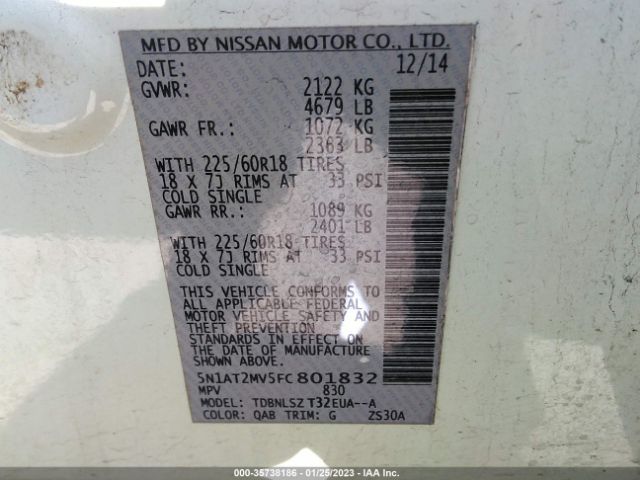 MFD BY NISSAN MOTOR CO., LTD.
DATE: 12/14
GVWR: 2122 KG
4679 LB
GAWR FR.: 1072 KG
2363 LB
WITH 225/60R18 TIRES
18 X 7J RIMS AT 33 PSI
COLD SINGLE
GAWR RR.: 1089 KG
2401 LB
WITH 225/60R18 TIRES
18 X 7J RIMS AT 33 PSI
COLD SINGLE
THIS VEHICLE CONFORMS TO
ALL APPLICABLE FEDERAL
MOTOR VEHICLE SAFETY AND
THEFT PREVENTION
STANDARDS IN EFFECT ON
THE DATE OF MANUFACTURE
SHOWN ABOVE.
5N1AT2MV5FC801832
MPV 830
MODEL: TDBNLSZ T32EUA--A
COLOR: QAB TRIM: G ZS30A
000-35738186 - 01/25/2023 - IAA Inc.